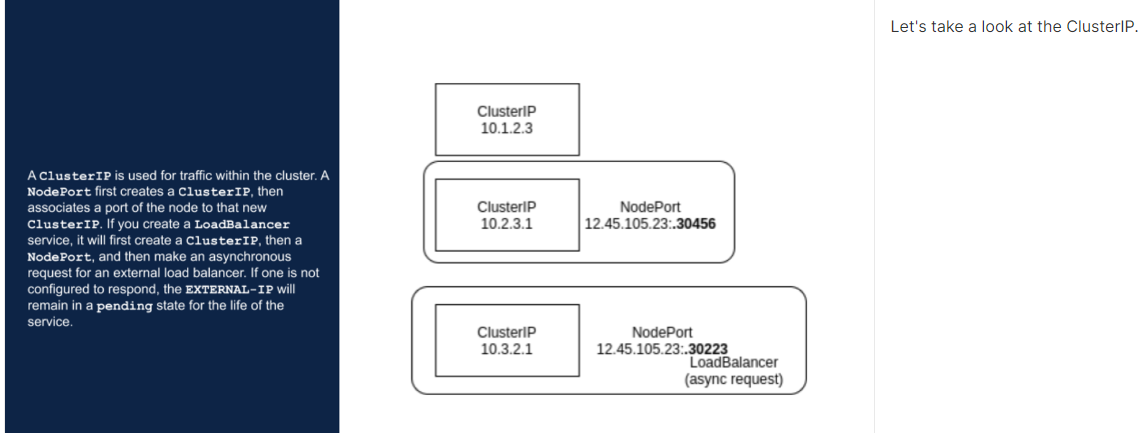 A ClusterIP is used for traffic within the cluster. A
NodePort first creates a ClusterIP, then
associates a port of the node to that new
ClusterIP. If you create a LoadBalancer
service, it will first create a ClusterIP, then a
NodePort, and then make an asynchronous
request for an external load balancer. If one is not
configured to respond, the EXTERNAL-IP will
remain in a pending state for the life of the
service.
ClusterIP
10.1.2.3
ClusterIP
10.2.3.1
NodePort
12.45.105.23:.30456
ClusterIP
10.3.2.1
NodePort
12.45.105.23:.30223
LoadBalancer
(async request)
Let's take a look at the ClusterIP.